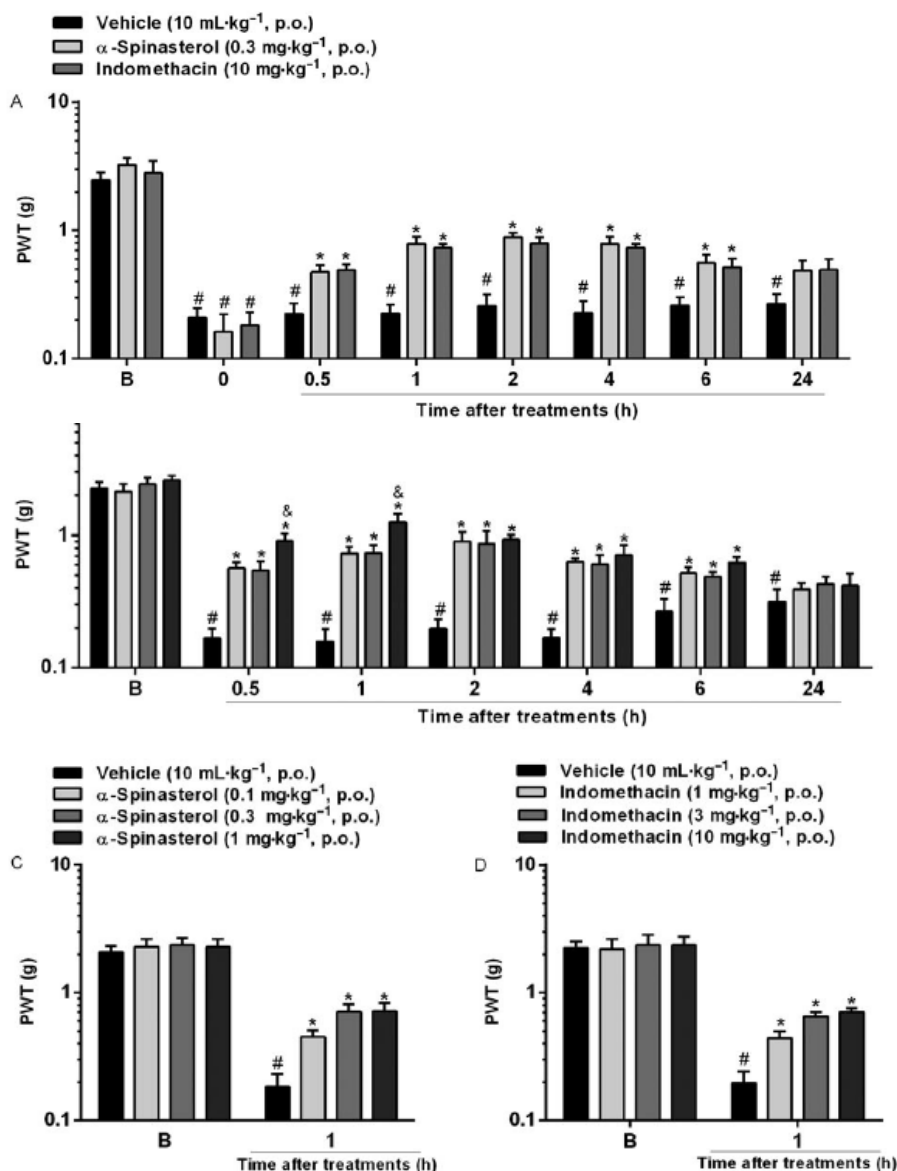 Vehicle (10 mL·kg⁻¹, p.o.)
α-Spinasterol (0.3 mg·kg⁻¹, p.o.)
Indomethacin (10 mg·kg⁻¹, p.o.)
A
10
1
0.1
PWT (g)
# # # # * * # * * # * * # * * # * * #
B 0 0.5 1 2 4 6 24
Time after treatments (h)
1
0.1
PWT (g)
# * * & * # * * & * # * * * # * * * # * * * #
B 0.5 1 2 4 6 24
Time after treatments (h)
Vehicle (10 mL·kg⁻¹, p.o.)
α-Spinasterol (0.1 mg·kg⁻¹, p.o.)
α-Spinasterol (0.3 mg·kg⁻¹, p.o.)
α-Spinasterol (1 mg·kg⁻¹, p.o.)
C
10
1
0.1
PWT (g)
# * * *
B 1
Time after treatments (h)
Vehicle (10 mL·kg⁻¹, p.o.)
Indomethacin (1 mg·kg⁻¹, p.o.)
Indomethacin (3 mg·kg⁻¹, p.o.)
Indomethacin (10 mg·kg⁻¹, p.o.)
D
10
1
0.1
PWT (g)
# * * *
B 1
Time after treatments (h)